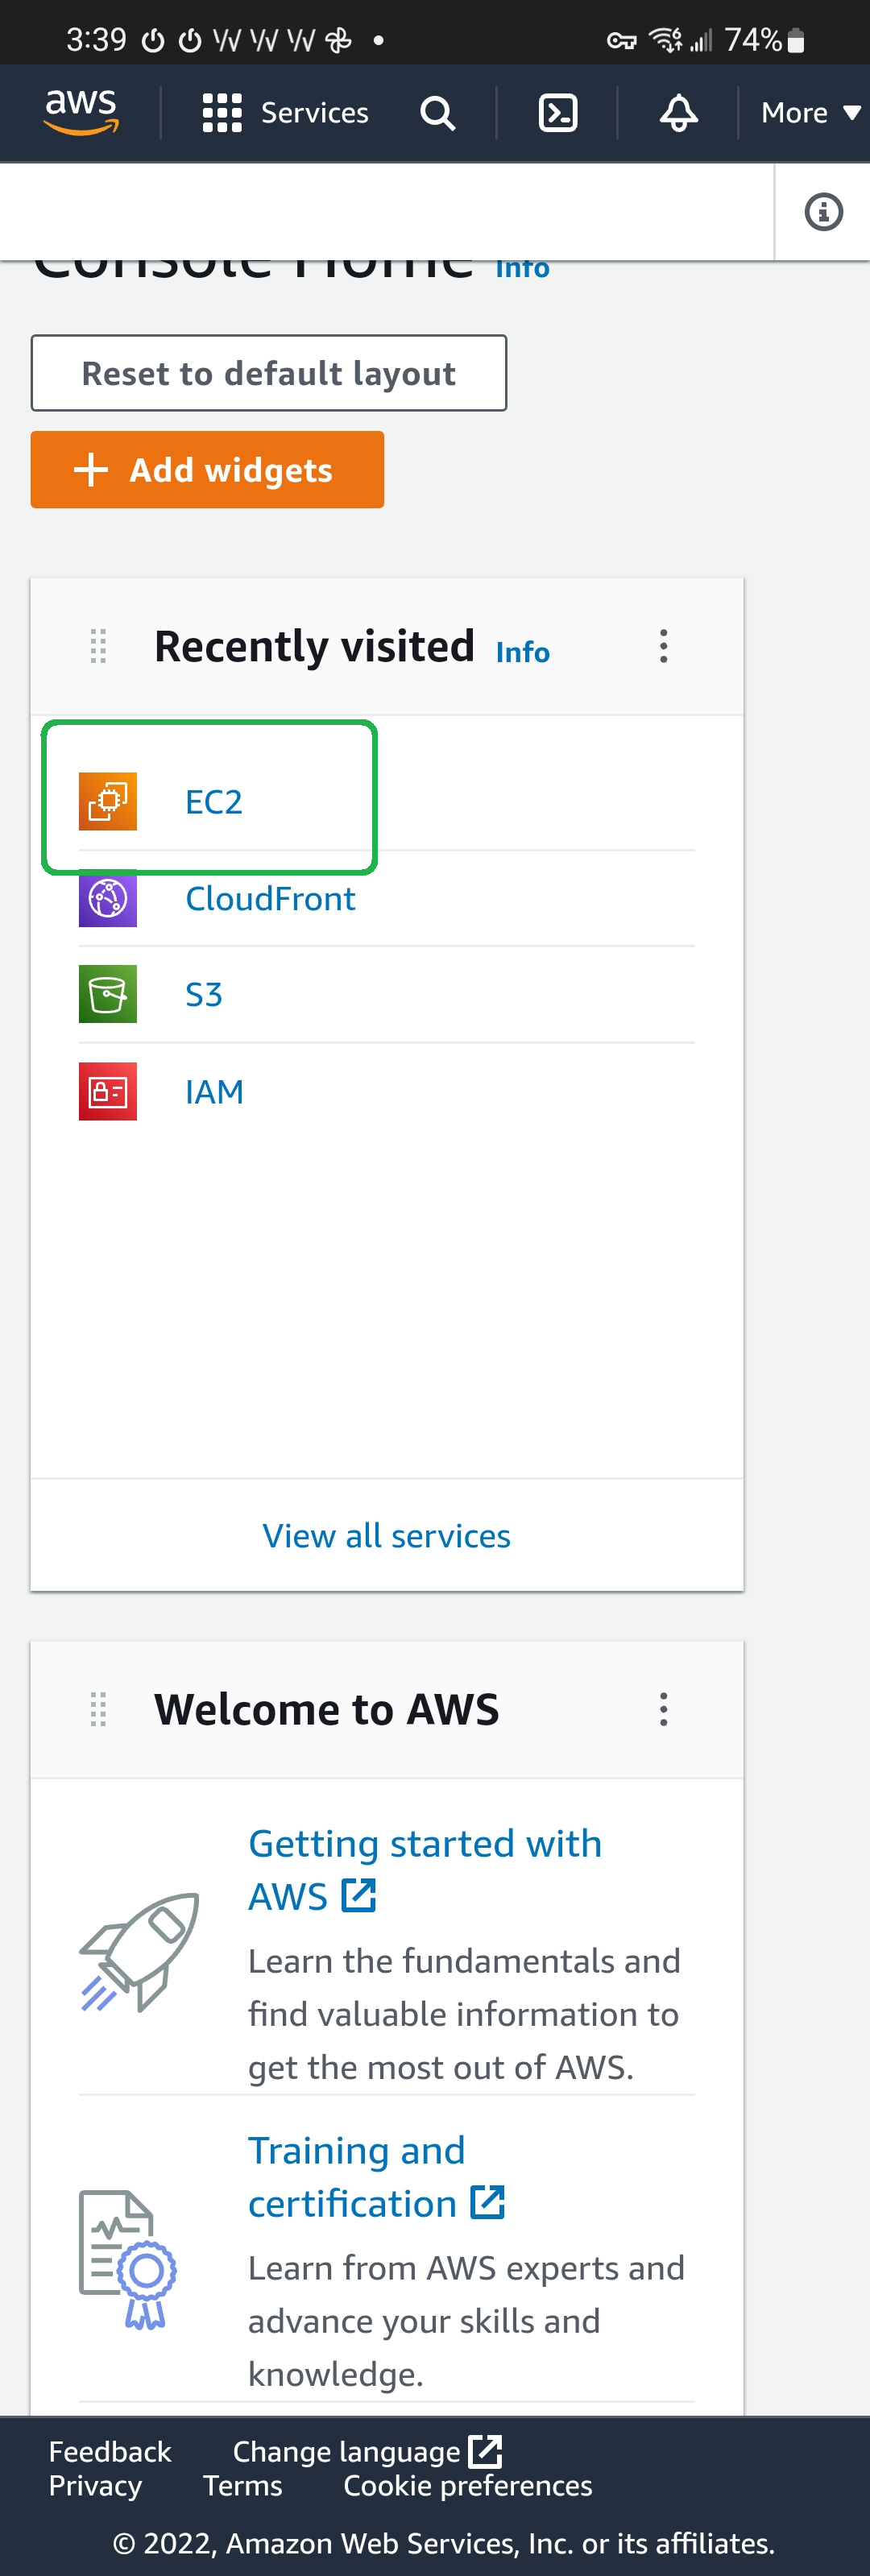 3:39
74%
aws
Services
More
Console Home Info
Reset to default layout
Add widgets
Recently visited Info
EC2
CloudFront
S3
IAM
View all services
Welcome to AWS
Getting started with
AWS
Learn the fundamentals and
find valuable information to
get the most out of AWS.
Training and
certification
Learn from AWS experts and
advance your skills and
knowledge.
Feedback Change language
Privacy Terms Cookie preferences
© 2022, Amazon Web Services, Inc. or its affiliates.